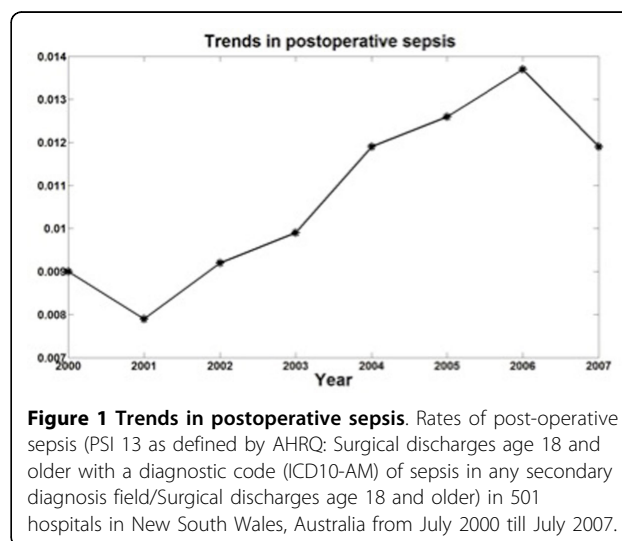 Trends in postoperative sepsis
0.014
0.013
0.012
0.011
0.01
0.009
0.008
0.007
2000 2001 2002 2003 2004 2005 2006 2007
Year
Figure 1 Trends in postoperative sepsis. Rates of post-operative
sepsis (PSI 13 as defined by AHRQ: Surgical discharges age 18 and
older with a diagnostic code (ICD10-AM) of sepsis in any secondary
diagnosis field/Surgical discharges age 18 and older) in 501
hospitals in New South Wales, Australia from July 2000 till July 2007.